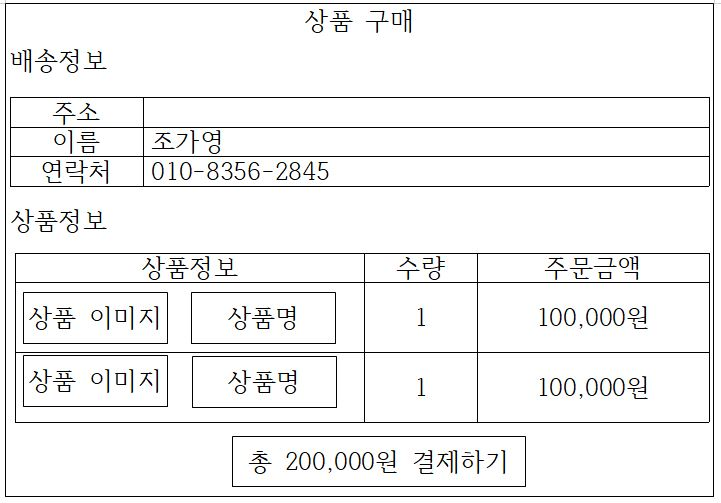 상품 구매
배송정보
주소
이름 조가영
연락처 010-8356-2845
상품정보
상품정보 수량 주문금액
상품 이미지 상품명 1 100,000원
상품 이미지 상품명 1 100,000원
총 200,000원 결제하기